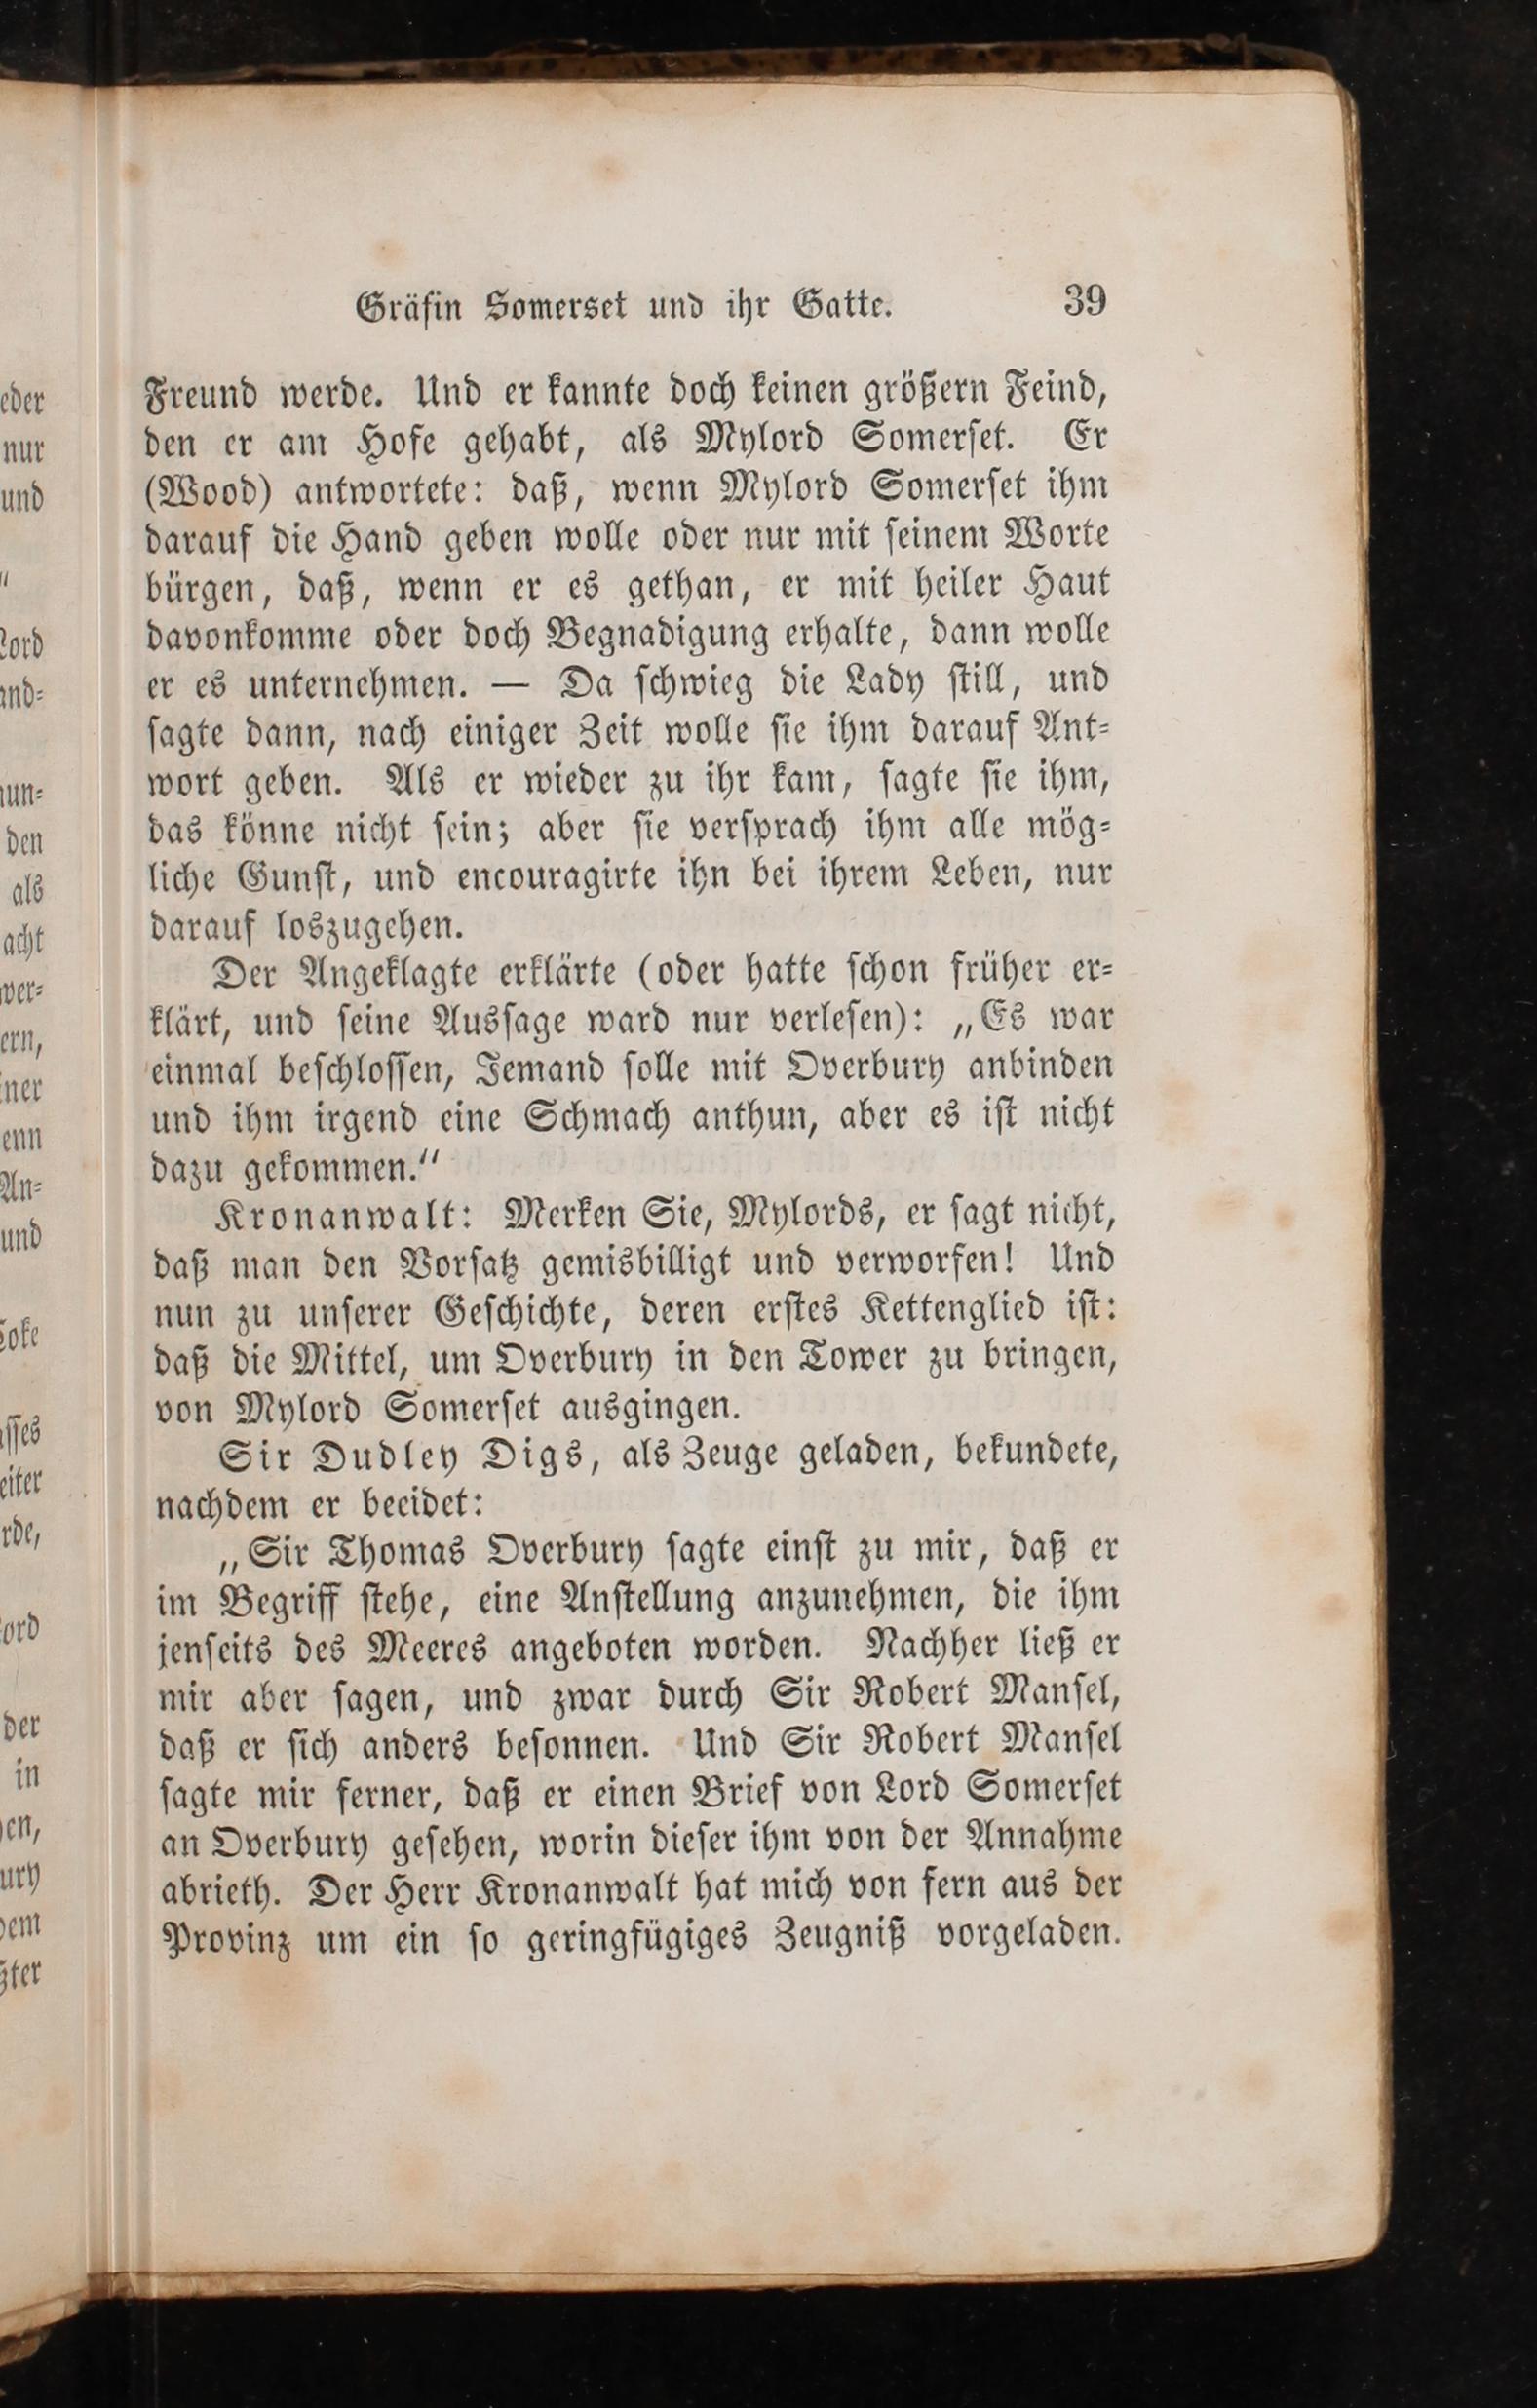 Gräfin Somerset und ihr Gatte. 39
Freund werde. Und er kannte doch keinen größern Feind,
den er am Hofe gehabt, als Mylord Somerset. Er
(Wood) antwortete: daß, wenn Mylord Somerset ihm
darauf die Hand geben wolle oder nur mit seinem Worte
bürgen, daß, wenn er es gethan, er mit heiler Haut
davonkomme oder doch Begnadigung erhalte, dann wolle
er es unternehmen. — Da schwieg die Lady still, und
sagte dann, nach einiger Zeit wolle sie ihm darauf Ant-
wort geben. Als er wieder zu ihr kam, sagte sie ihm,
das könne nicht sein; aber sie versprach ihm alle mög-
liche Gunst, und encouragirte ihn bei ihrem Leben, nur
darauf loszugehen.
Der Angeklagte erklärte (oder hatte schon früher er-
klärt, und seine Aussage ward nur verlesen): „Es war
einmal beschlossen, Jemand solle mit Overbury anbinden
und ihm irgend eine Schmach anthun, aber es ist nicht
dazu gekommen.“
Kronanwalt: Merken Sie, Mylords, er sagt nicht,
daß man den Vorsatz gemisbilligt und verworfen! Und
nun zu unserer Geschichte, deren erstes Kettenglied ist:
daß die Mittel, um Overbury in den Tower zu bringen,
von Mylord Somerset ausgingen.
Sir Dudley Digs, als Zeuge geladen, bekundete,
nachdem er beeidet:
„Sir Thomas Overbury sagte einst zu mir, daß er
im Begriff stehe, eine Anstellung anzunehmen, die ihm
jenseits des Meeres angeboten worden. Nachher ließ er
mir aber sagen, und zwar durch Sir Robert Mansel,
daß er sich anders besonnen. Und Sir Robert Mansel
sagte mir ferner, daß er einen Brief von Lord Somerset
an Overbury gesehen, worin dieser ihm von der Annahme
abrieth. Der Herr Kronanwalt hat mich von fern aus der
Provinz um ein so geringfügiges Zeugniß vorgeladen.